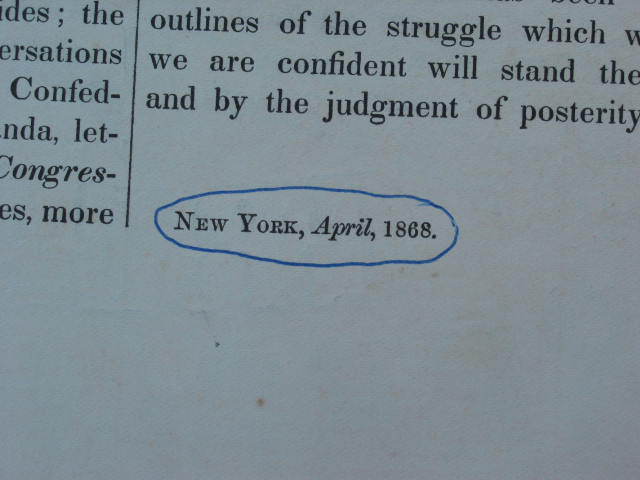 ides; the
ersations
Confed-
anda, let-
Congres-
es, more
outlines of the struggle which w
we are confident will stand the
and by the judgment of posterity
NEW YORK, April, 1868.